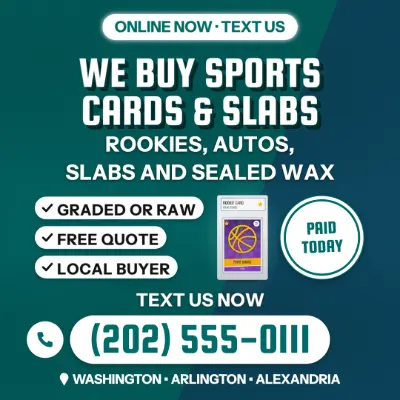 ONLINE NOW · TEXT US
WE BUY SPORTS
CARDS & SLABS
ROOKIES, AUTOS,
SLABS AND SEALED WAX
GRADED OR RAW
FREE QUOTE
LOCAL BUYER
PAID
TODAY
TEXT US NOW
(202) 555-0111
WASHINGTON • ARLINGTON • ALEXANDRIA